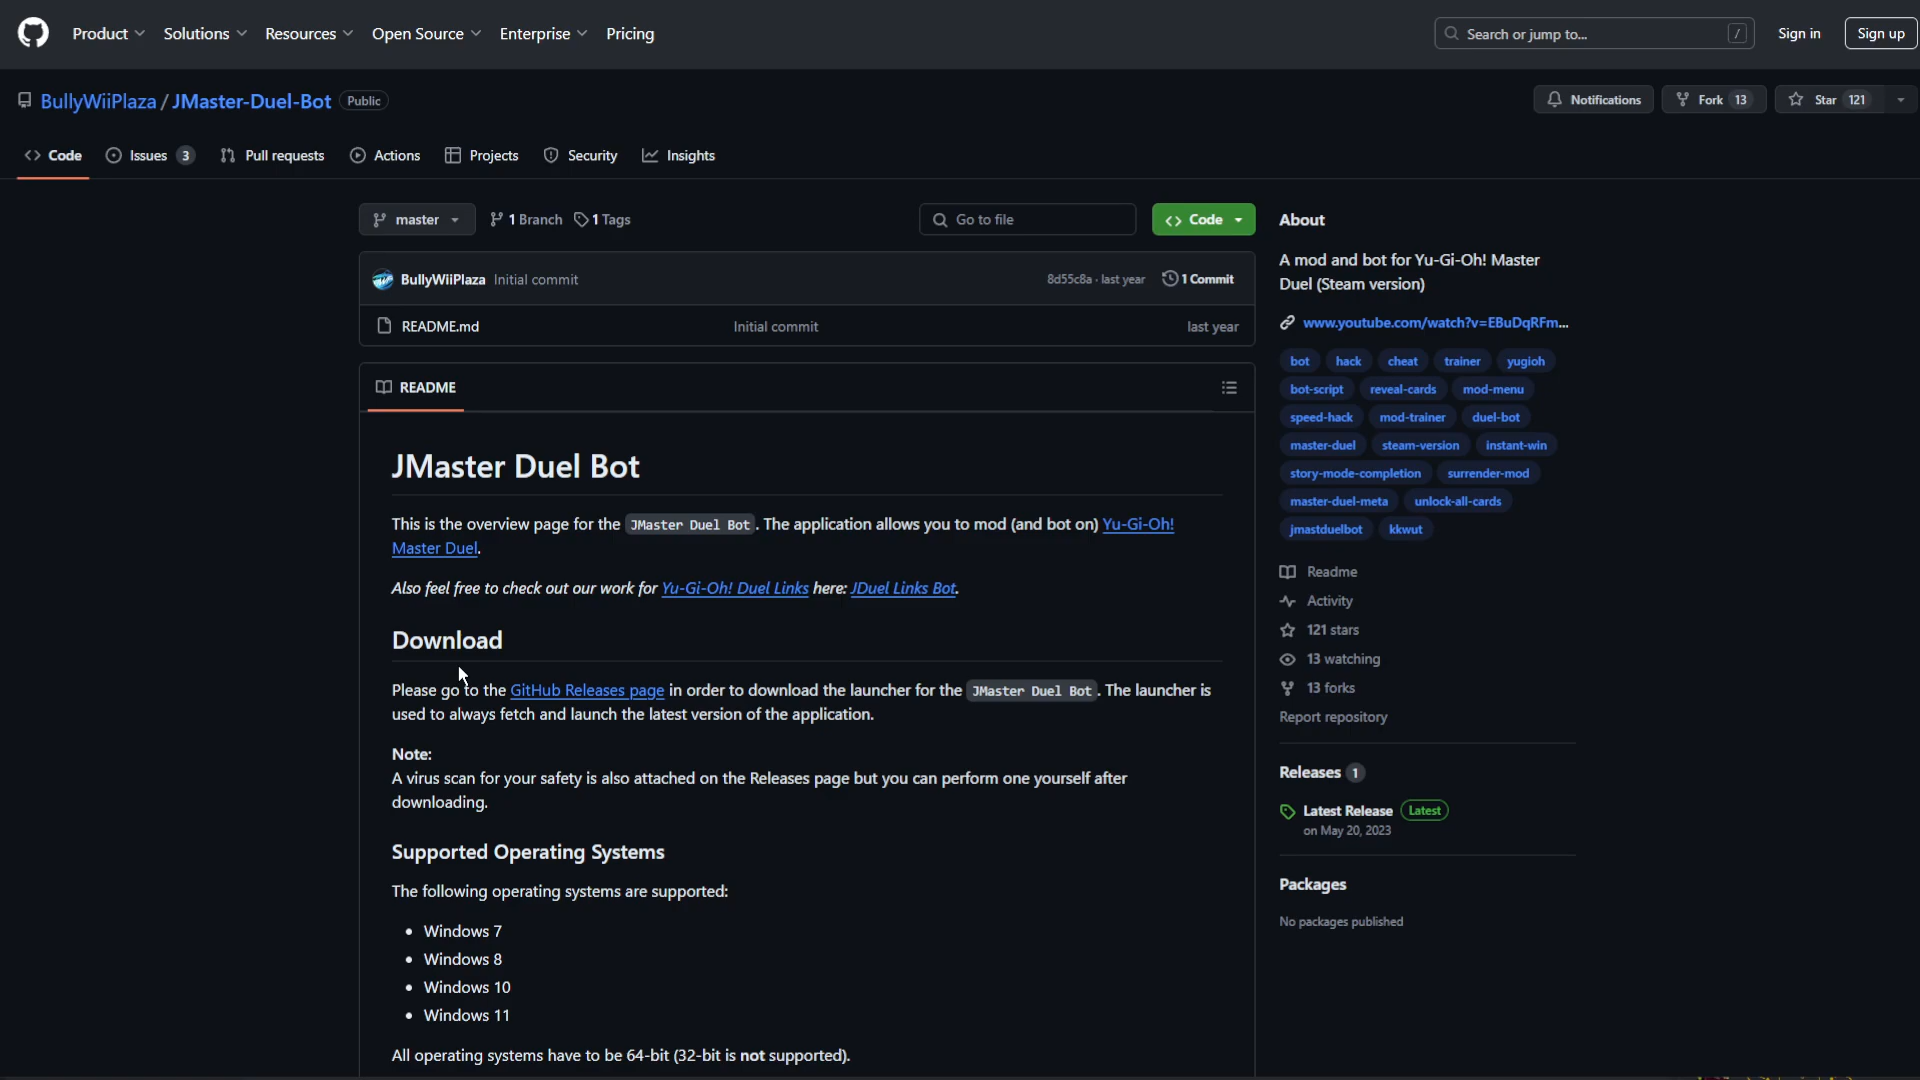 Product Solutions Resources Open Source Enterprise Pricing Search or jump to... / Sign in Sign up
BullyWiiPlaza / JMaster-Duel-Bot Public Notifications Fork 13 Star 121
Code Issues 3 Pull requests Actions Projects Security Insights
master 1 Branch 1 Tags Go to file Code
BullyWiiPlaza Initial commit 8d55c8a · last year 1 Commit
README.md Initial commit last year
README
JMaster Duel Bot
This is the overview page for the JMaster Duel Bot. The application allows you to mod (and bot on) Yu-Gi-Oh!
Master Duel.
Also feel free to check out our work for Yu-Gi-Oh! Duel Links here: JDuel Links Bot.
Download
Please go to the GitHub Releases page in order to download the launcher for the JMaster Duel Bot. The launcher is
used to always fetch and launch the latest version of the application.
Note:
A virus scan for your safety is also attached on the Releases page but you can perform one yourself after
downloading.
Supported Operating Systems
The following operating systems are supported:
• Windows 7
• Windows 8
• Windows 10
• Windows 11
All operating systems have to be 64-bit (32-bit is not supported).
About
A mod and bot for Yu-Gi-Oh! Master
Duel (Steam version)
www.youtube.com/watch?v=EBuDqRFm...
bot hack cheat trainer yugioh
bot-script reveal-cards mod-menu
speed-hack mod-trainer duel-bot
master-duel steam-version instant-win
story-mode-completion surrender-mod
master-duel-meta unlock-all-cards
jmastduelbot kkwut
Readme
Activity
121 stars
13 watching
13 forks
Report repository
Releases 1
Latest Release Latest
on May 20, 2023
Packages
No packages published